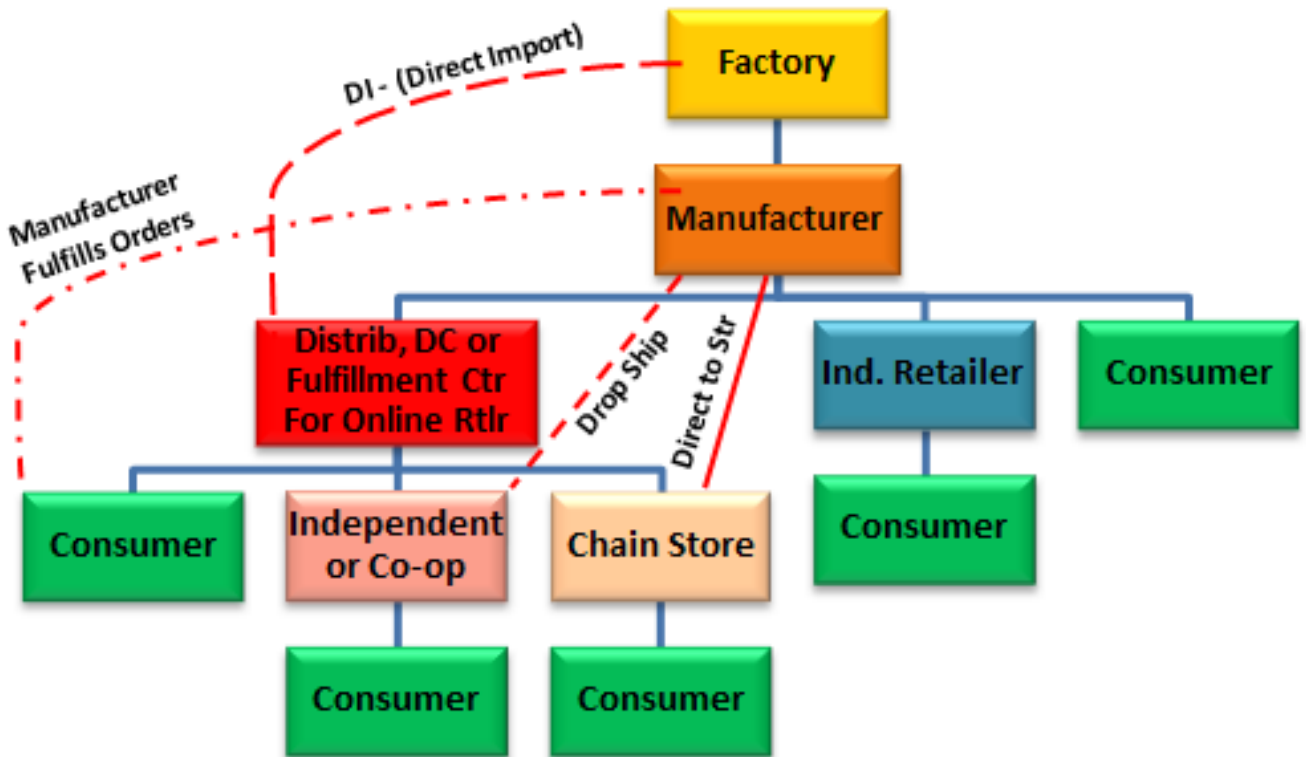 Factory
DI - (Direct Import)
Manufacturer
Fulfills Orders
Manufacturer
Distrib, DC or
Fulfillment Ctr
For Online Rtlr
Drop Ship
Direct to Str
Ind. Retailer
Consumer
Consumer
Independent
or Co-op
Chain Store
Consumer
Consumer
Consumer